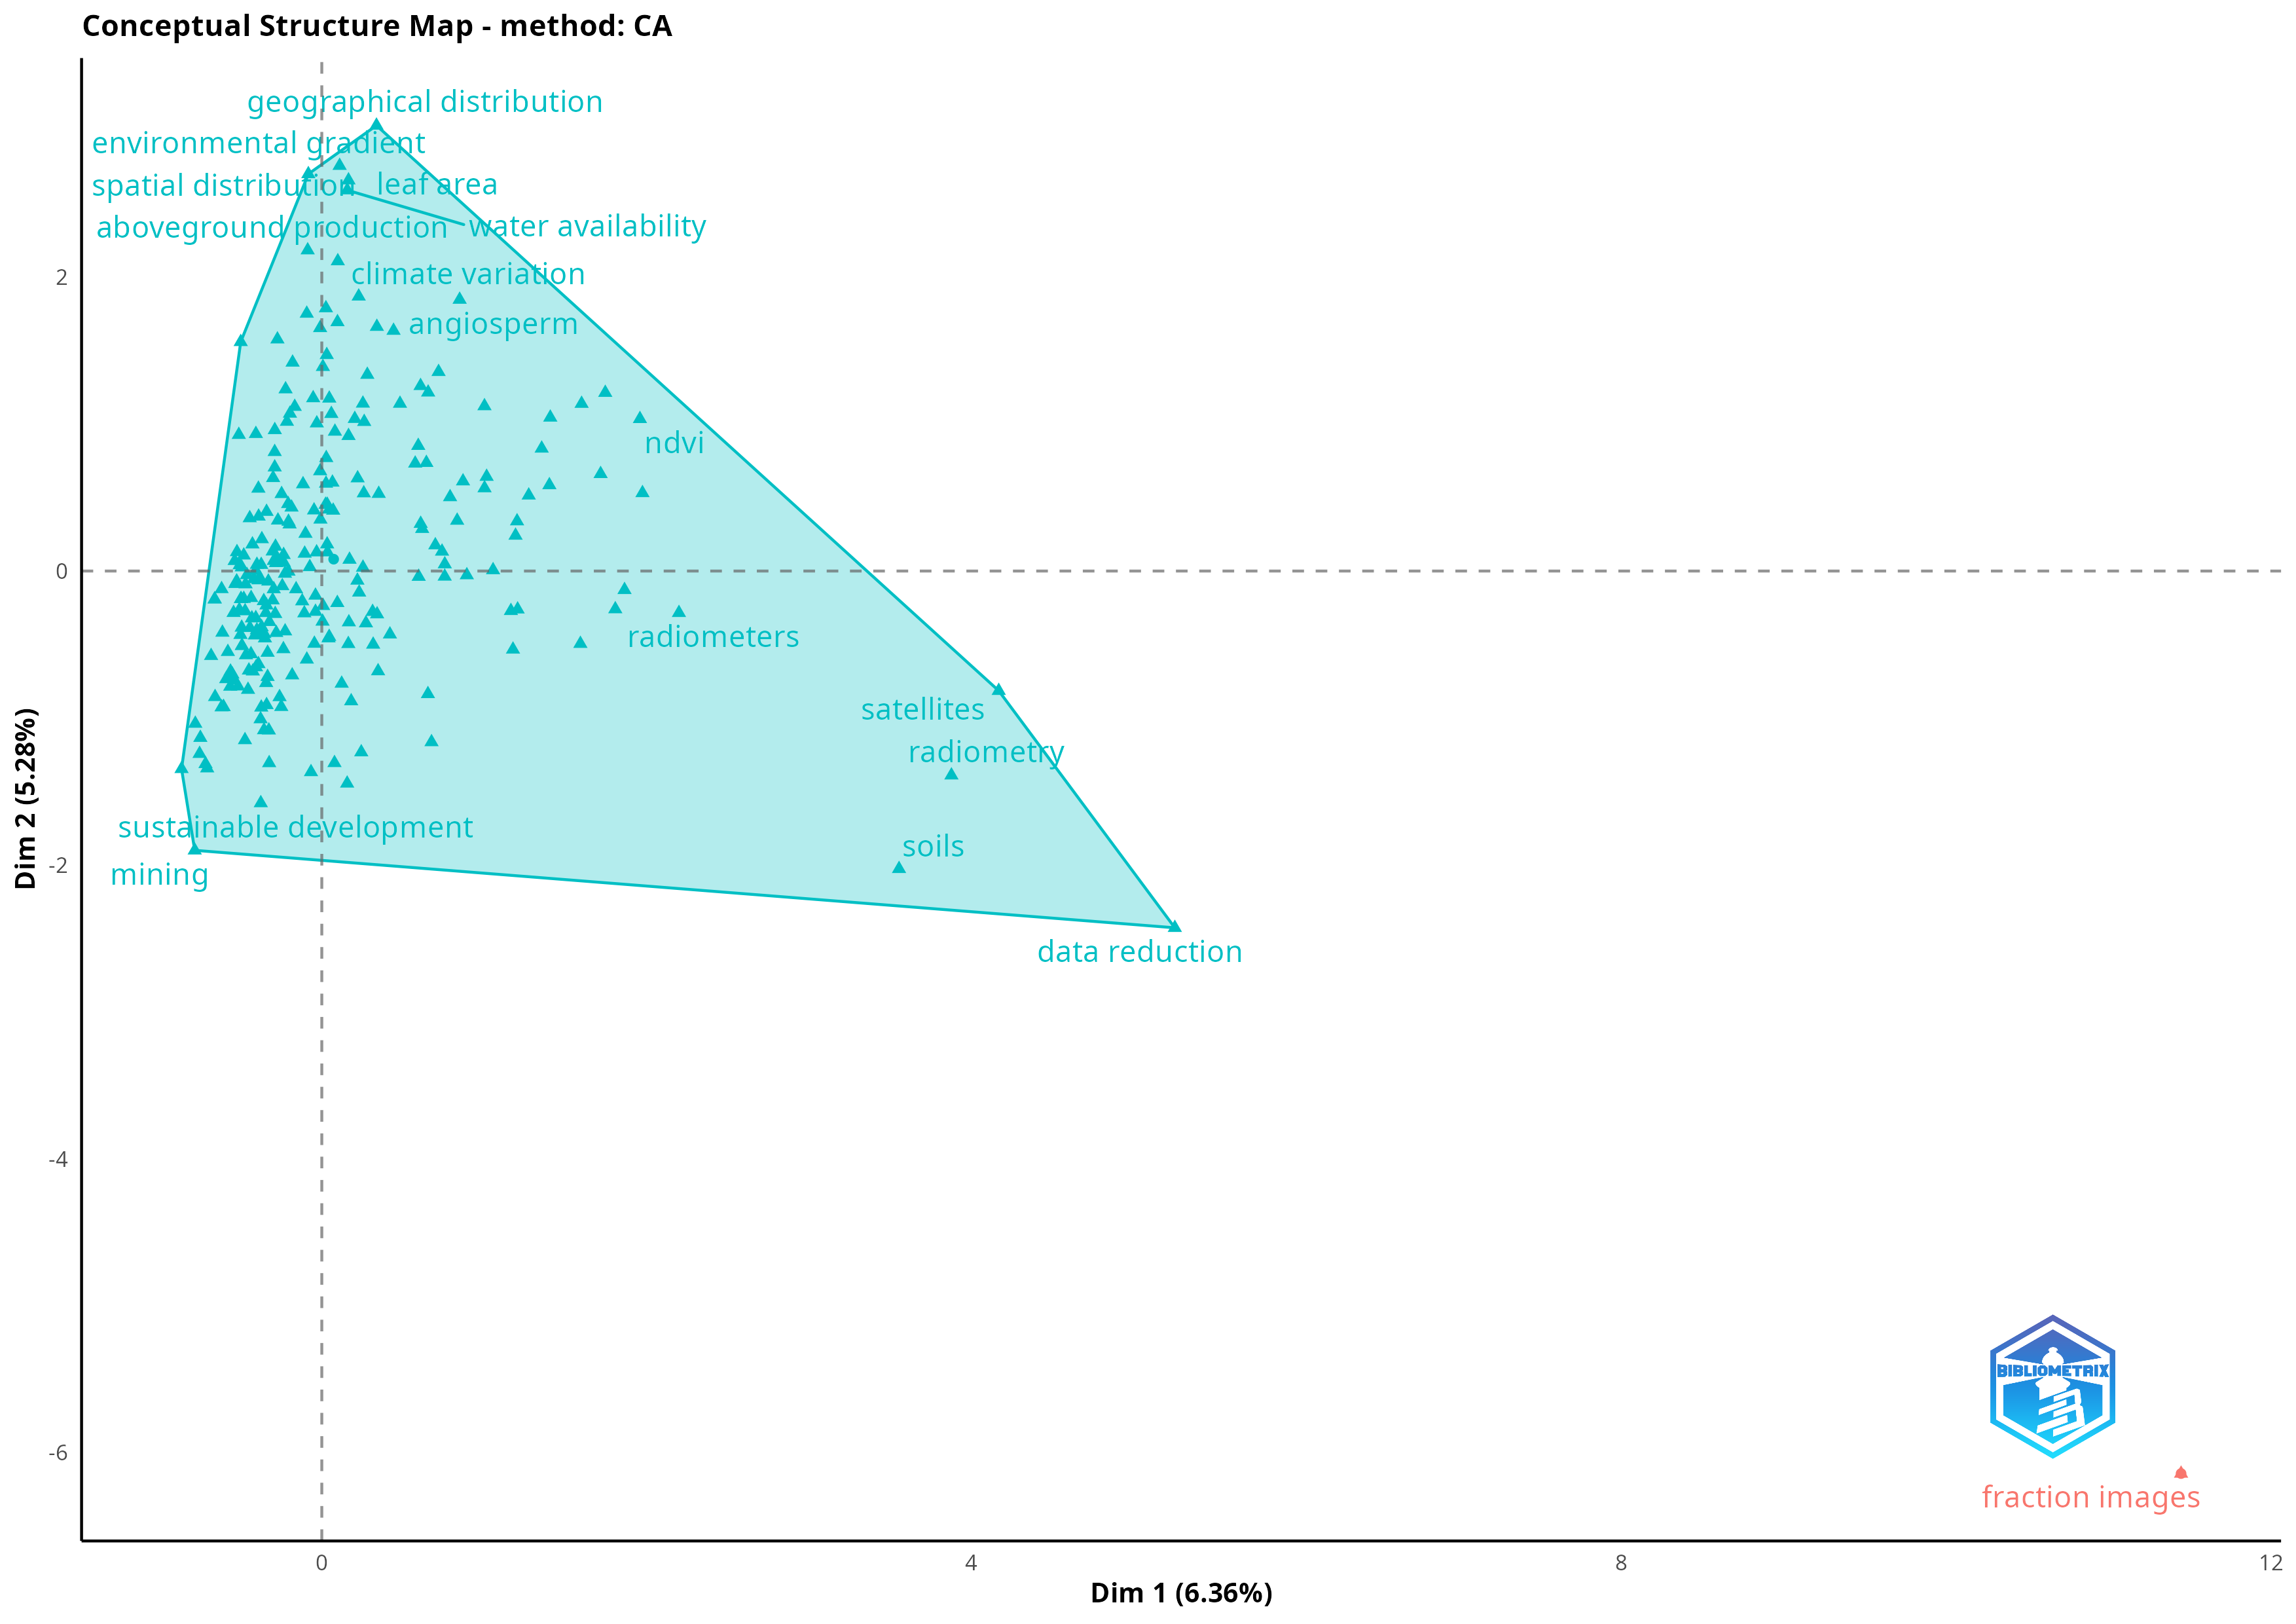 Conceptual Structure Map - method: CA
geographical distribution
environmental gradient
spatial distribution
leaf area
aboveground production
water availability
climate variation
angiosperm
ndvi
radiometers
satellites
radiometry
sustainable development
soils
mining
data reduction
BIBLIOMETRIX
fraction images
2
0
-2
-4
-6
Dim 2 (5.28%)
0
4
8
12
Dim 1 (6.36%)